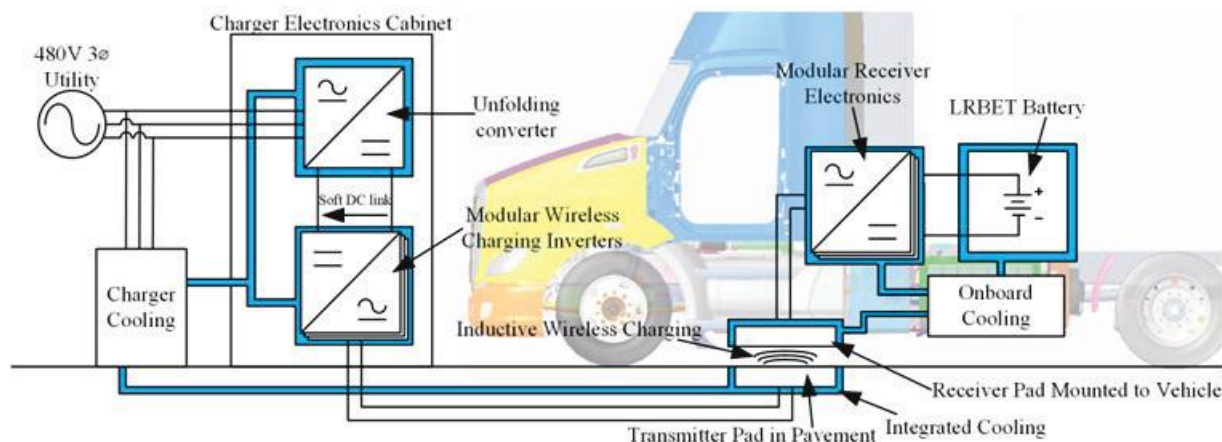 Charger Electronics Cabinet
480V 3ø
Utility
Unfolding
converter
Soft DC link
Modular Wireless
Charging Inverters
Charger
Cooling
Modular Receiver
Electronics
LRBET Battery
+
−
Onboard
Cooling
Inductive Wireless Charging
Receiver Pad Mounted to Vehicle
Integrated Cooling
Transmitter Pad in Pavement